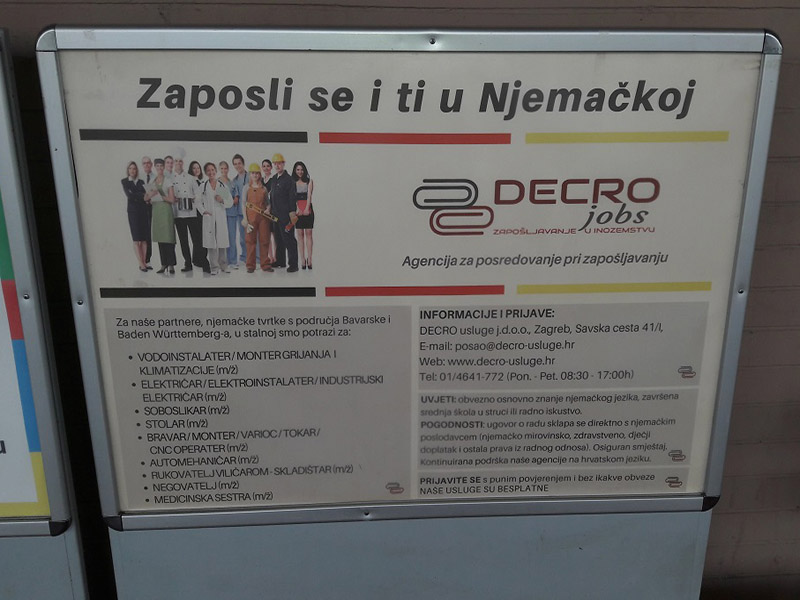 Zaposli se i ti u Njemačkoj
DECRO
jobs
ZAPOŠLJAVANJE U INOZEMSTVU
Agencija za posredovanje pri zapošljavanju
Za naše partnere, njemačke tvrtke s područja Bavarske i
Baden Württemberg-a, u stalnoj smo potrazi za:
• VODOINSTALATER / MONTER GRIJANJA I
KLIMATIZACIJE (m/ž)
• ELEKTRIČAR / ELEKTROINSTALATER / INDUSTRIJSKI
ELEKTRIČAR (m/ž)
• SOBOSLIKAR (m/ž)
• STOLAR (m/ž)
• BRAVAR / MONTER / VARIOC / TOKAR /
CNC OPERATER (m/ž)
• AUTOMEHANIČAR (m/ž)
• RUKOVATELJ VILIČAROM - SKLADIŠTAR (m/ž)
• NEGOVATELJ (m/ž)
• MEDICINSKA SESTRA (m/ž)
INFORMACIJE I PRIJAVE:
DECRO usluge j.d.o.o., Zagreb, Savska cesta 41/I,
E-mail: posao@decro-usluge.hr
Web: www.decro-usluge.hr
Tel: 01/4641-772 (Pon. - Pet. 08:30 - 17:00h)
UVJETI: obvezno osnovno znanje njemačkog jezika, završena
srednja škola u struci ili radno iskustvo.
POGODNOSTI: ugovor o radu sklapa se direktno s njemačkim
poslodavcem (njemačko mirovinsko, zdravstveno, dječji
doplatak i ostala prava iz radnog odnosa). Osiguran smještaj,
Kontinuirana podrška naše agencije na hrvatskom jeziku.
PRIJAVITE SE s punim povjerenjem i bez ikakve obveze
NAŠE USLUGE SU BESPLATNE
u